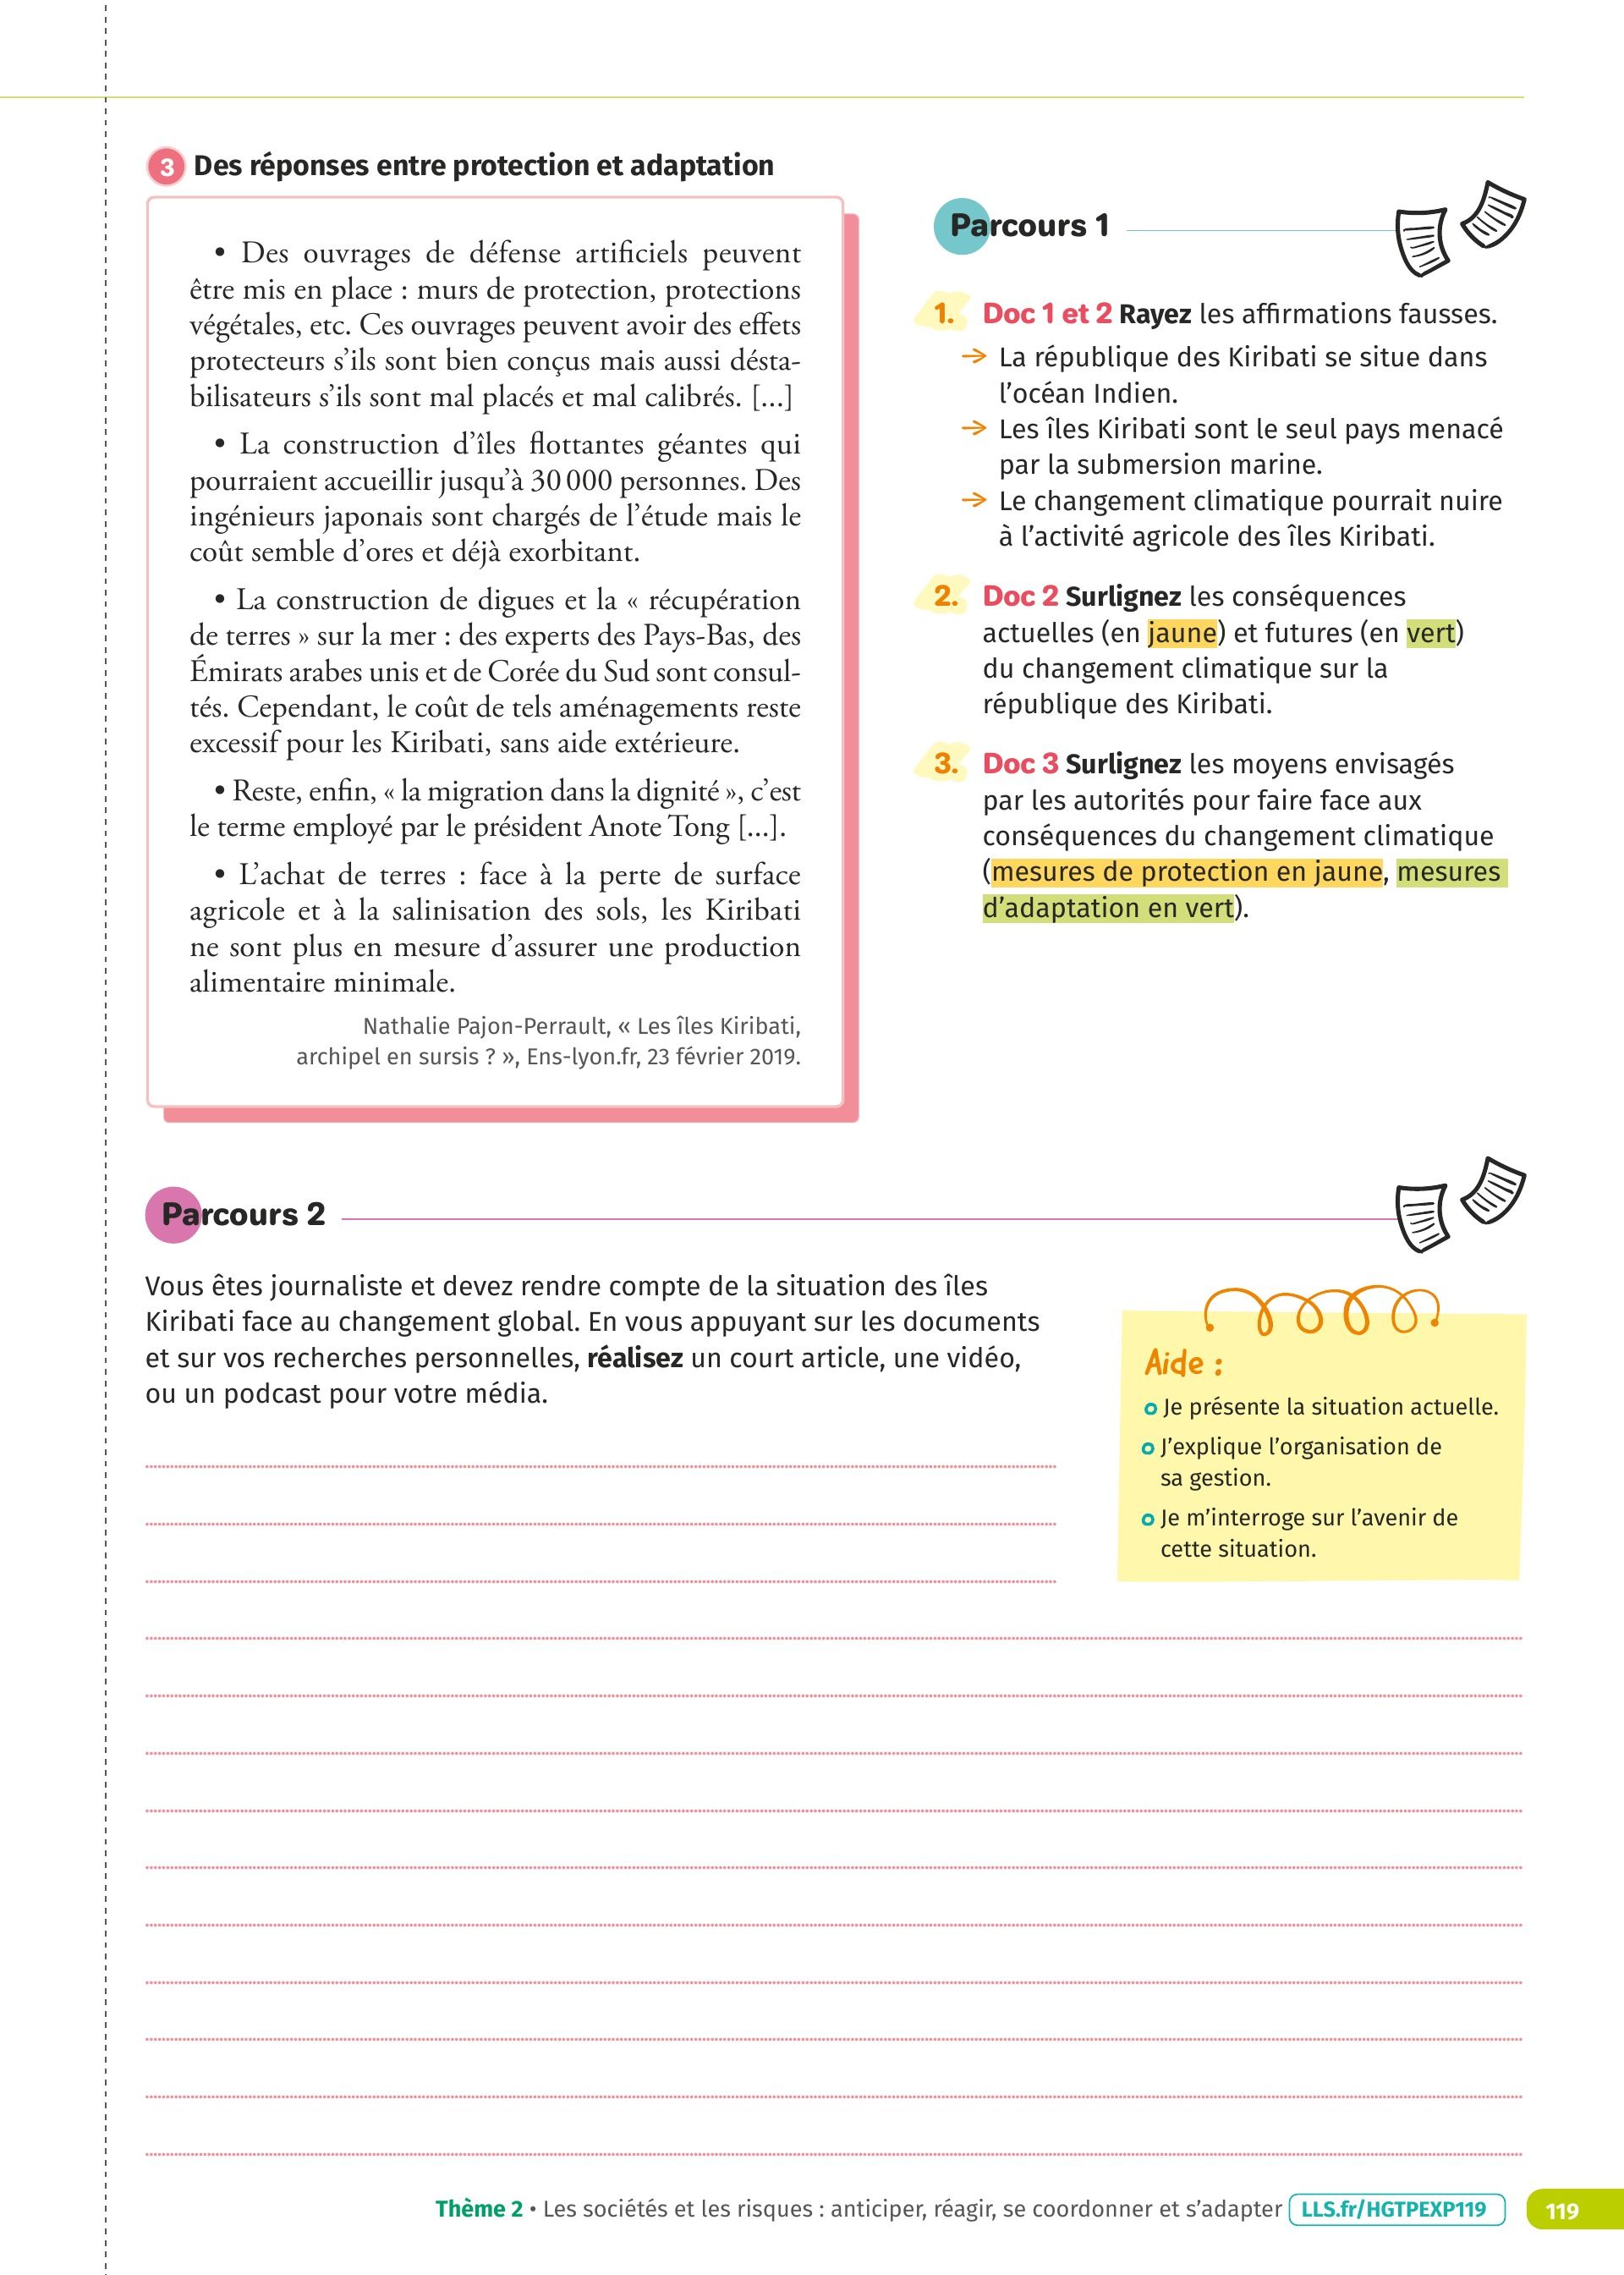 3 Des réponses entre protection et adaptation
• Des ouvrages de défense artificiels peuvent
être mis en place : murs de protection, protections
végétales, etc. Ces ouvrages peuvent avoir des effets
protecteurs s’ils sont bien conçus mais aussi désta-
bilisateurs s’ils sont mal placés et mal calibrés. [...]
• La construction d’îles flottantes géantes qui
pourraient accueillir jusqu’à 30 000 personnes. Des
ingénieurs japonais sont chargés de l’étude mais le
coût semble d’ores et déjà exorbitant.
• La construction de digues et la « récupération
de terres » sur la mer : des experts des Pays-Bas, des
Émirats arabes unis et de Corée du Sud sont consul-
tés. Cependant, le coût de tels aménagements reste
excessif pour les Kiribati, sans aide extérieure.
• Reste, enfin, « la migration dans la dignité », c’est
le terme employé par le président Anote Tong [...].
• L’achat de terres : face à la perte de surface
agricole et à la salinisation des sols, les Kiribati
ne sont plus en mesure d’assurer une production
alimentaire minimale.
Nathalie Pajon-Perrault, « Les îles Kiribati,
archipel en sursis ? », Ens-lyon.fr, 23 février 2019.
Parcours 1
1. Doc 1 et 2 Rayez les affirmations fausses.
→ La république des Kiribati se situe dans
l’océan Indien.
→ Les îles Kiribati sont le seul pays menacé
par la submersion marine.
→ Le changement climatique pourrait nuire
à l’activité agricole des îles Kiribati.
2. Doc 2 Surlignez les conséquences
actuelles (en jaune) et futures (en vert)
du changement climatique sur la
république des Kiribati.
3. Doc 3 Surlignez les moyens envisagés
par les autorités pour faire face aux
conséquences du changement climatique
(mesures de protection en jaune, mesures
d’adaptation en vert).
Parcours 2
Vous êtes journaliste et devez rendre compte de la situation des îles
Kiribati face au changement global. En vous appuyant sur les documents
et sur vos recherches personnelles, réalisez un court article, une vidéo,
ou un podcast pour votre média.
Aide :
Je présente la situation actuelle.
J’explique l’organisation de
sa gestion.
Je m’interroge sur l’avenir de
cette situation.
Thème 2 • Les sociétés et les risques : anticiper, réagir, se coordonner et s’adapter LLS.fr/HGTPEXP119 119